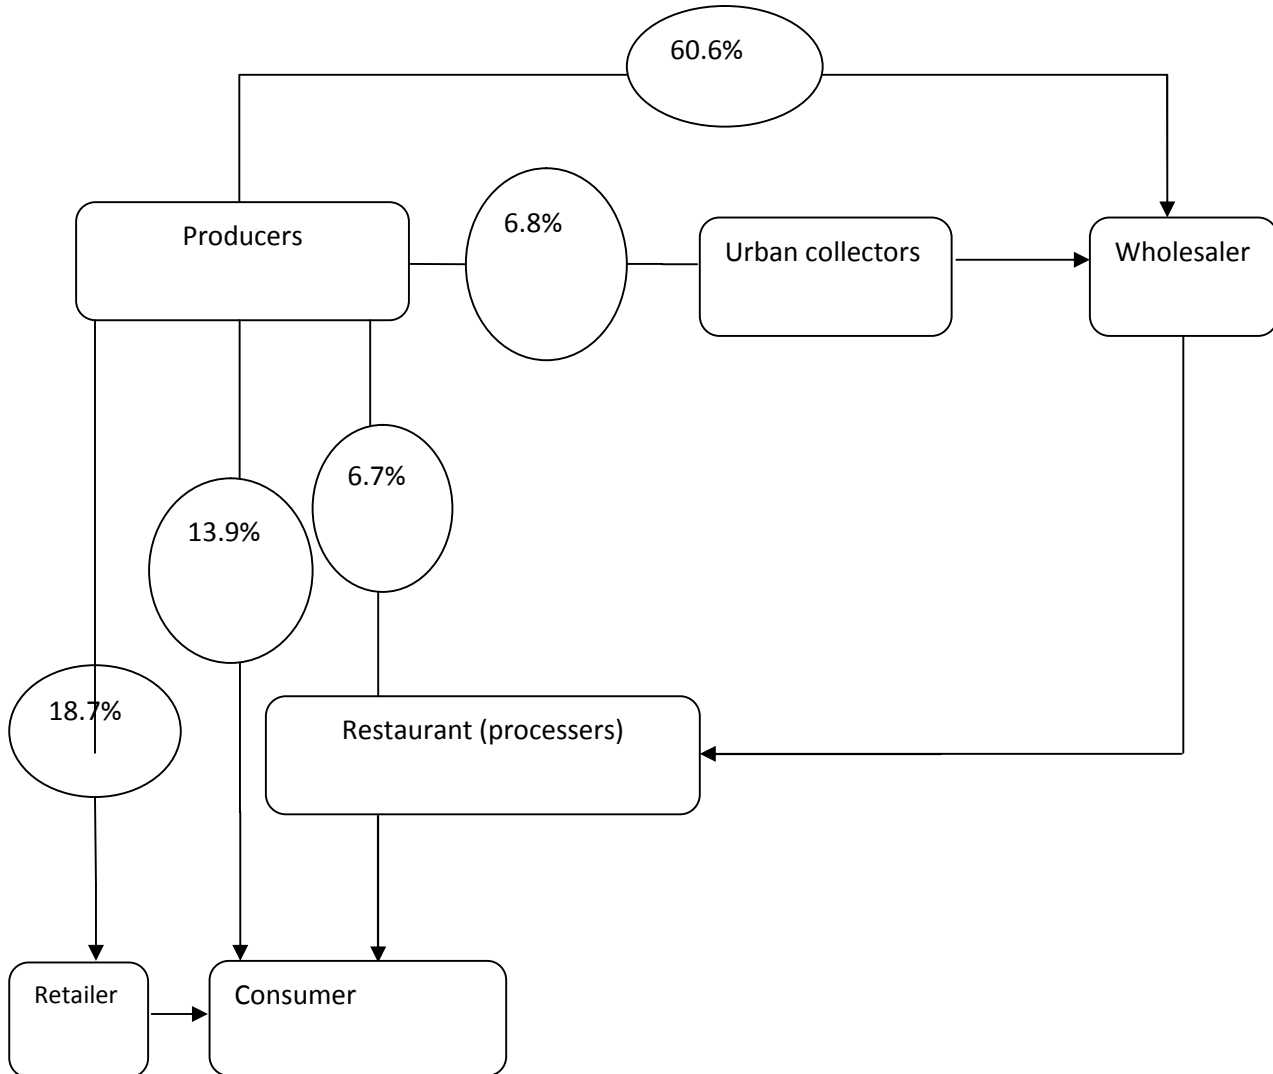 60.6%
Producers
6.8%
Urban collectors
Wholesaler
6.7%
13.9%
18.7%
Restaurant (processers)
Retailer
Consumer